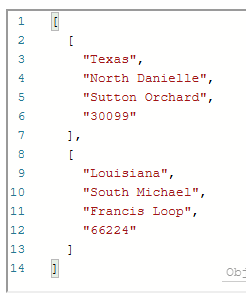 1 [
2 [
3 "Texas",
4 "North Danielle",
5 "Sutton Orchard",
6 "30099"
7 ],
8 [
9 "Louisiana",
10 "South Michael",
11 "Francis Loop",
12 "66224"
13 ]
14 ]
Obj